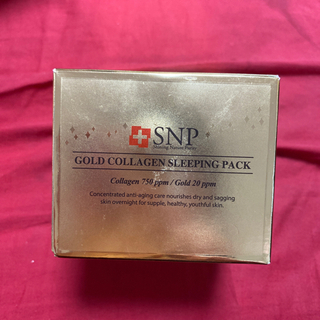 SNP
GOLD COLLAGEN SLEEPING PACK
Collagen 750 ppm / Gold 20 ppm
Concentrated anti-aging care nourishes dry and sagging
skin overnight for supple, healthy, youthful skin.